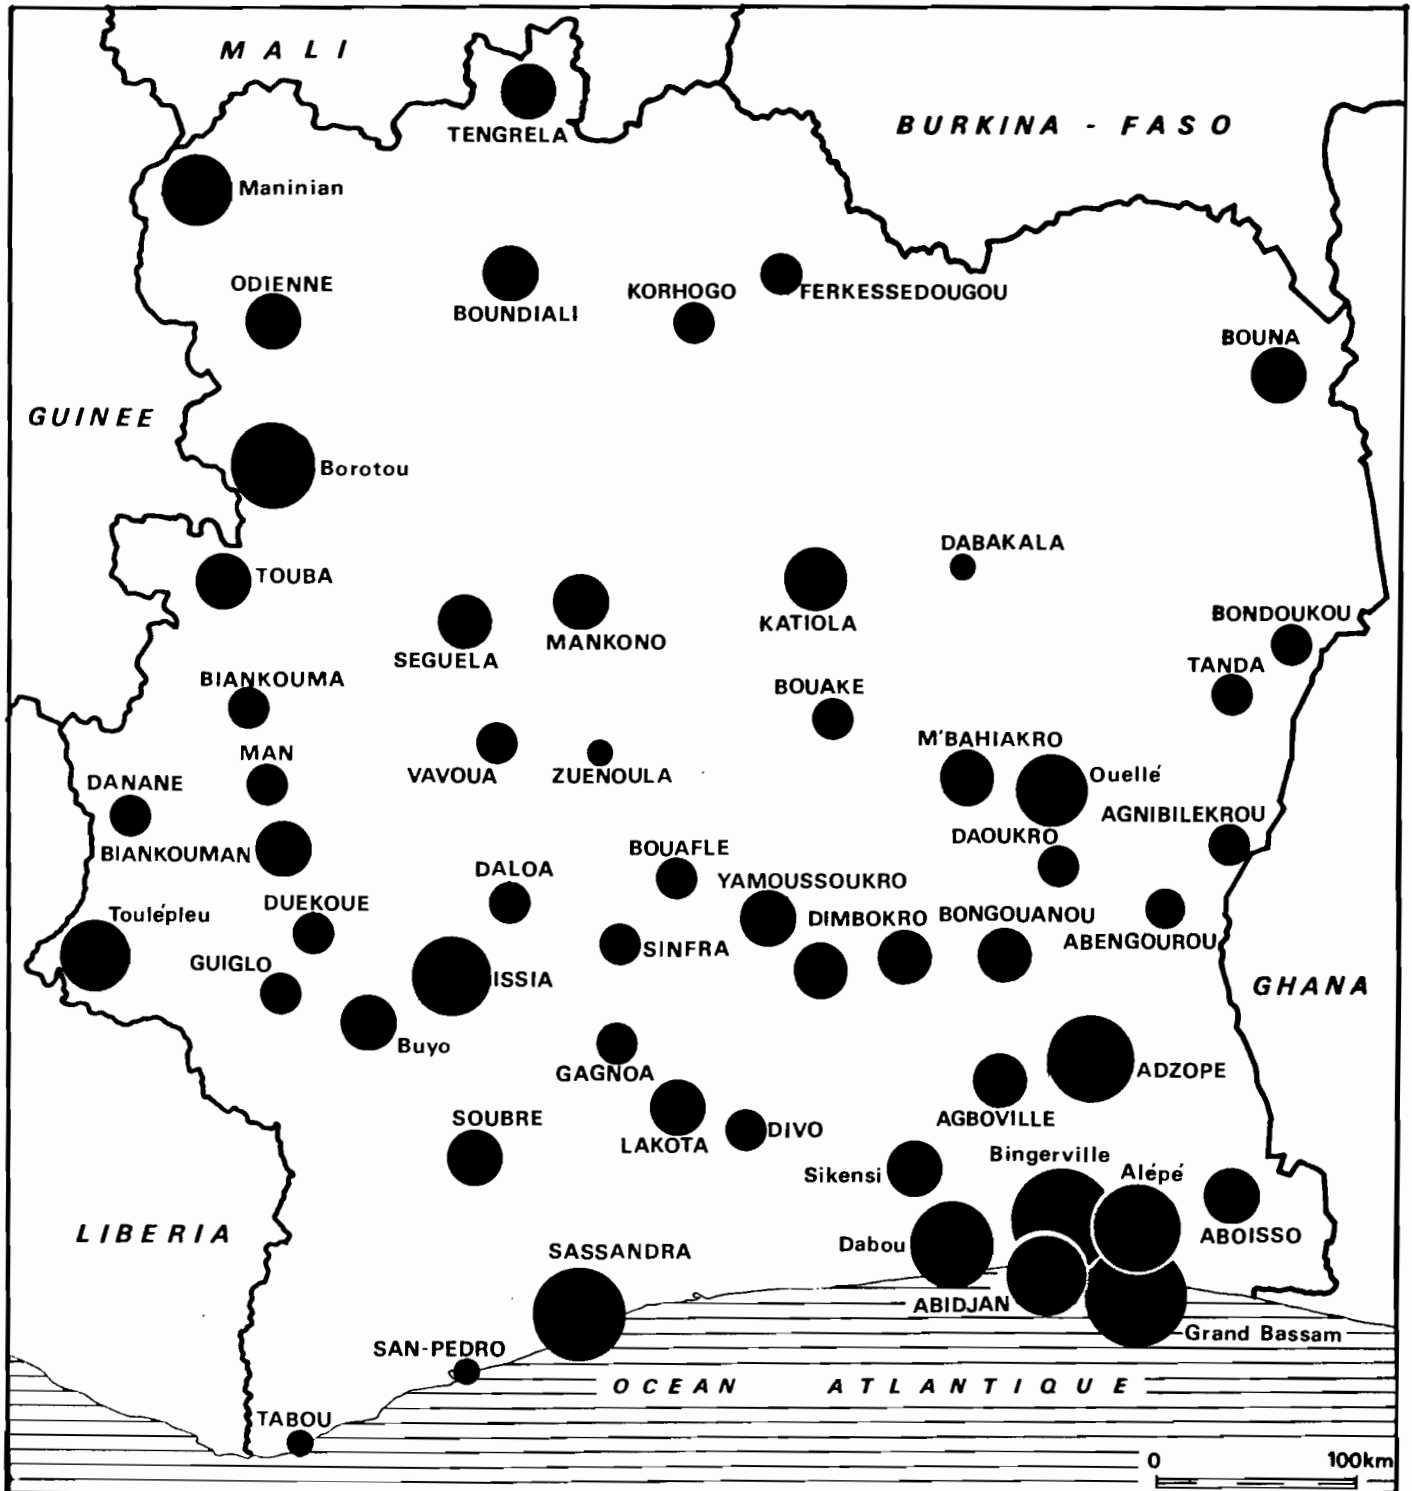 MALI
TENGRELA
BURKINA - FASO
Maninian
ODIENNE
BOUNDIALI
KORHOGO
FERKESSEDOUGOU
BOUNA
GUINEE
Borotou
DABAKALA
TOUBA
KATIOLA
BONDOUKOU
MANKONO
SEGUELA
TANDA
BIANKOUMA
BOUAKE
M'BAHIAKRO
MAN
VAVOUA
ZUENOULA
Ouellé
DANANE
AGNIBILEKROU
DAOUKRO
BIANKOUMAN
BOUAFLE
DALOA
YAMOUSSOUKRO
DUEKOUE
Toulépleu
DIMBOKRO
BONGOUANOU
ABENGOUROU
SINFRA
GUIGLO
ISSIA
GHANA
Buyo
GAGNOA
ADZOPE
SOUBRE
AGBOVILLE
DIVO
LAKOTA
Bingerville
Sikensi
Alépé
LIBERIA
ABOISSO
Dabou
SASSANDRA
ABIDJAN
Grand Bassam
SAN-PEDRO
OCEAN ATLANTIQUE
TABOU
0 100km